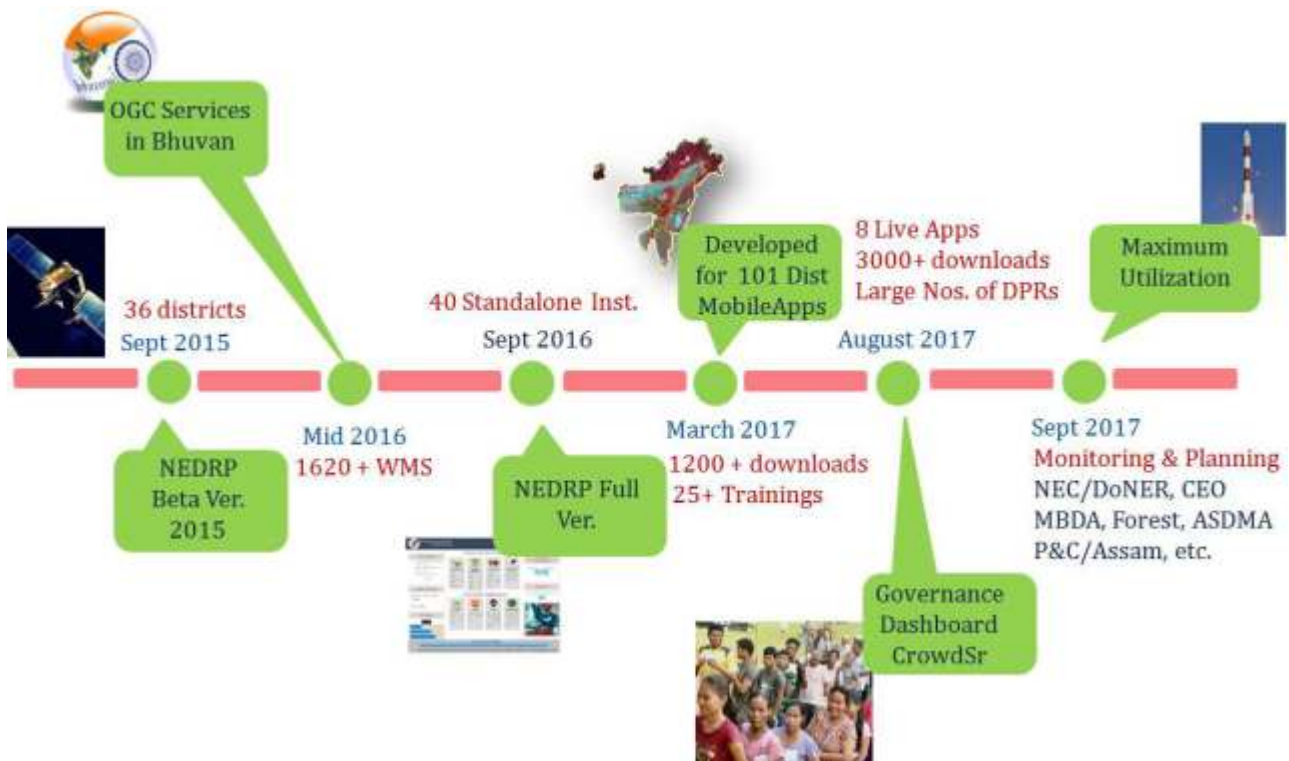 OGC Services
in Bhuvan
36 districts
Sept 2015
NEDRP
Beta Ver.
2015
Mid 2016
1620 + WMS
40 Standalone Inst.
Sept 2016
NEDRP Full
Ver.
Developed
for 101 Dist
MobileApps
March 2017
1200 + downloads
25+ Trainings
8 Live Apps
3000+ downloads
Large Nos. of DPRs
August 2017
Governance
Dashboard
CrowdSr
Maximum
Utilization
Sept 2017
Monitoring & Planning
NEC/DoNER, CEO
MBDA, Forest, ASDMA
P&C/Assam, etc.